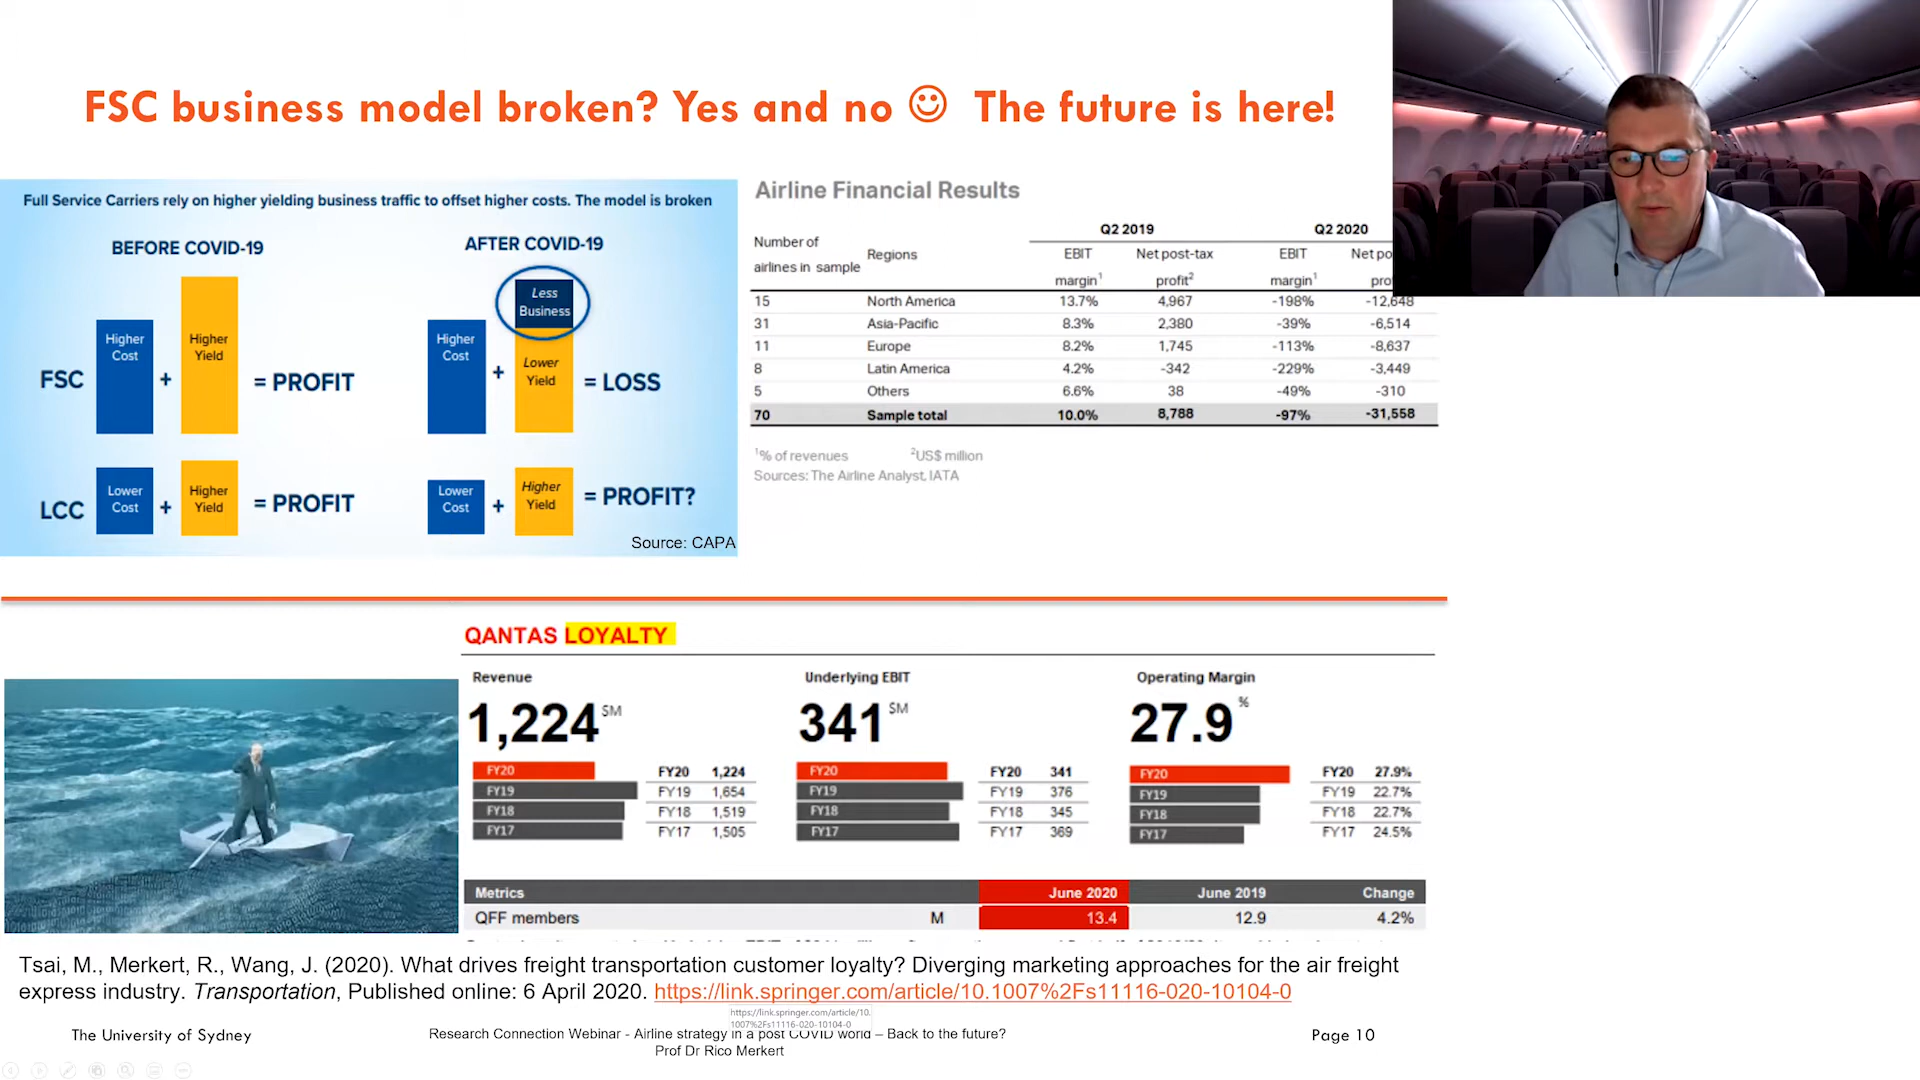 FSC business model broken? Yes and no ☺ The future is here!
Full Service Carriers rely on higher yielding business traffic to offset higher costs. The model is broken
BEFORE COVID-19
AFTER COVID-19
FSC
Higher
Cost
+
Higher
Yield
= PROFIT
Higher
Cost
+
Less
Business
Lower
Yield
= LOSS
LCC
Lower
Cost
+
Higher
Yield
= PROFIT
Lower
Cost
+
Higher
Yield
= PROFIT?
Source: CAPA
Airline Financial Results
Q2 2019 Q2 2020
Number of
airlines in sample
Regions
EBIT
margin¹
Net post-tax
profit²
EBIT
margin¹
Net po
pro
15 North America 13.7% 4,967 -198% -12,648
31 Asia-Pacific 8.3% 2,380 -39% -6,514
11 Europe 8.2% 1,745 -113% -8,637
8 Latin America 4.2% -342 -229% -3,449
5 Others 6.6% 38 -49% -310
70 Sample total 10.0% 8,788 -97% -31,558
¹% of revenues ²US$ million
Sources: The Airline Analyst, IATA
QANTAS LOYALTY
Revenue
1,224 $M
FY20
FY19
FY18
FY17
FY20 1,224
FY19 1,654
FY18 1,519
FY17 1,505
Underlying EBIT
341 $M
FY20
FY19
FY18
FY17
FY20 341
FY19 376
FY18 345
FY17 369
Operating Margin
27.9 %
FY20
FY19
FY18
FY17
FY20 27.9%
FY19 22.7%
FY18 22.7%
FY17 24.5%
Metrics June 2020 June 2019 Change
QFF members M 13.4 12.9 4.2%
Tsai, M., Merkert, R., Wang, J. (2020). What drives freight transportation customer loyalty? Diverging marketing approaches for the air freight
express industry. Transportation, Published online: 6 April 2020. https://link.springer.com/article/10.1007%2Fs11116-020-10104-0
https://link.springer.com/article/10.
1007%2Fs11116-020-10104-0
The University of Sydney
Research Connection Webinar - Airline strategy in a post COVID world – Back to the future?
Prof Dr Rico Merkert
Page 10